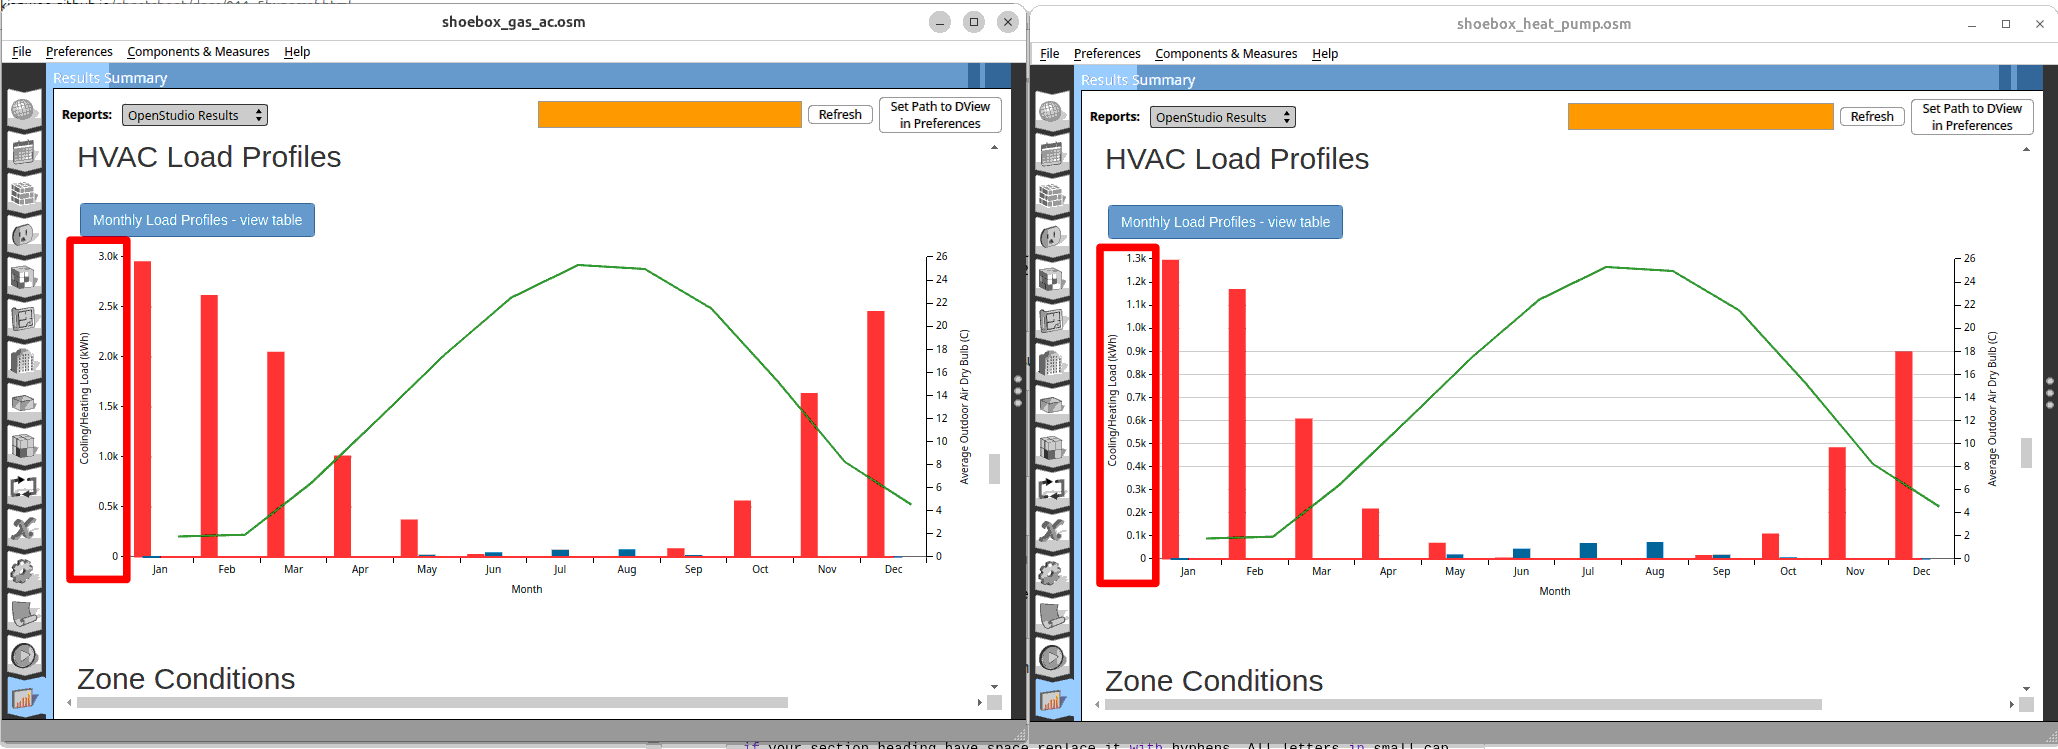 shoebox_gas_ac.osm
File Preferences Components & Measures Help
Results Summary
Reports: OpenStudio Results Refresh Set Path to DView
in Preferences
HVAC Load Profiles
Monthly Load Profiles - view table
3.0k
2.5k
2.0k
1.5k
1.0k
0.5k
0
Cooling/Heating Load (kWh)
26
24
22
20
18
16
14
12
10
8
6
4
2
0
Average Outdoor Air Dry Bulb (C)
Jan Feb Mar Apr May Jun Jul Aug Sep Oct Nov Dec
Month
Zone Conditions
shoebox_heat_pump.osm
File Preferences Components & Measures Help
Results Summary
Reports: OpenStudio Results Refresh Set Path to DView
in Preferences
HVAC Load Profiles
Monthly Load Profiles - view table
1.3k
1.2k
1.1k
1.0k
0.9k
0.8k
0.7k
0.6k
0.5k
0.4k
0.3k
0.2k
0.1k
0
Cooling/Heating Load (kWh)
26
24
22
20
18
16
14
12
10
8
6
4
2
0
Average Outdoor Air Dry Bulb (C)
Jan Feb Mar Apr May Jun Jul Aug Sep Oct Nov Dec
Month
Zone Conditions
if your section heading have space replace it with hyphens. All letters in small cap